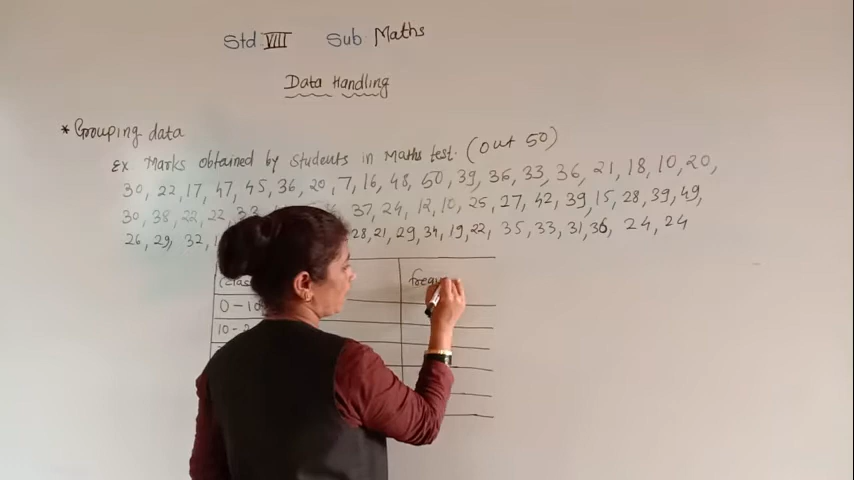 Std VIII Sub Maths
Data Handling
* Grouping data
Ex Marks obtained by students in Maths test. (Out 50)
30, 22, 17, 47, 45, 36, 20, 7, 16, 48, 50, 39, 36, 33, 36, 21, 18, 10, 20,
30, 38, 22, 22, 33, 37, 24, 12, 10, 25, 27, 42, 39, 15, 28, 39, 49,
26, 29, 32, 28, 21, 29, 34, 19, 22, 35, 33, 31, 36, 24, 24
(Clas frequ
0-10
10-2